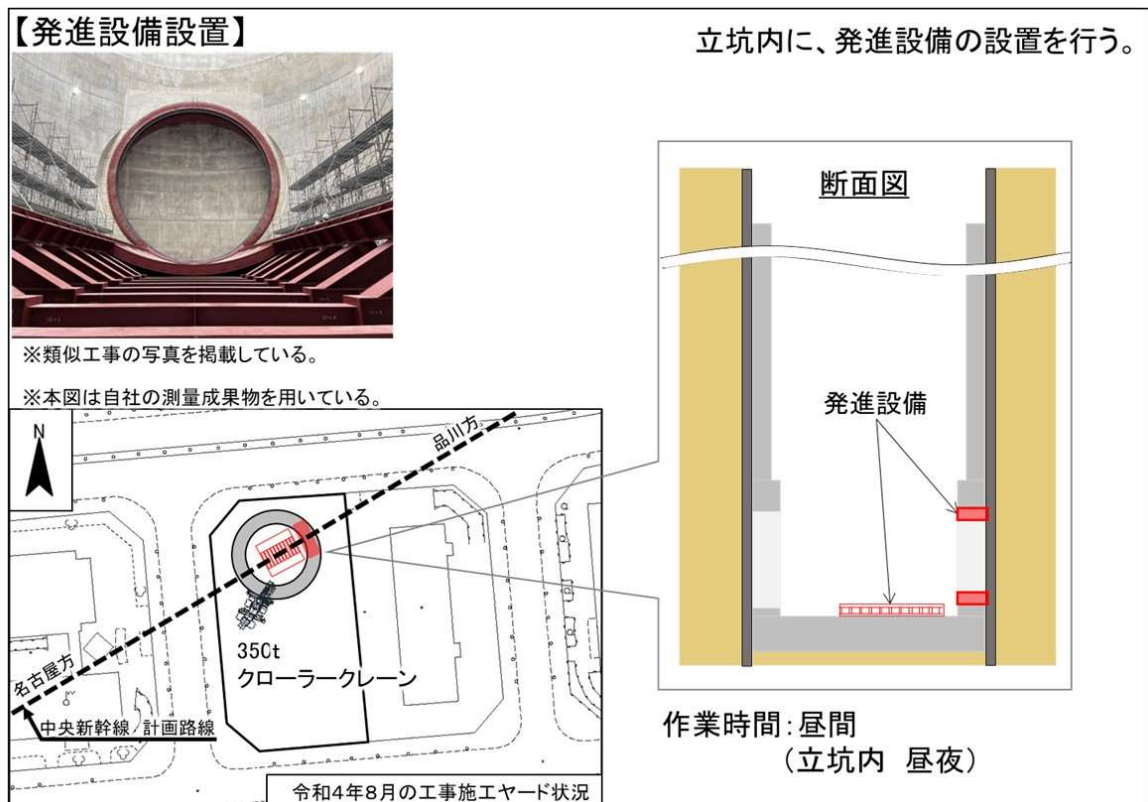 【発進設備設置】
立坑内に、発進設備の設置を行う。
※類似工事の写真を掲載している。
※本図は自社の測量成果物を用いている。
N
品川方
350t
クローラークレーン
名古屋方
中央新幹線 計画路線
令和4年8月の工事施工ヤード状況
断面図
発進設備
作業時間：昼間
（立坑内 昼夜）